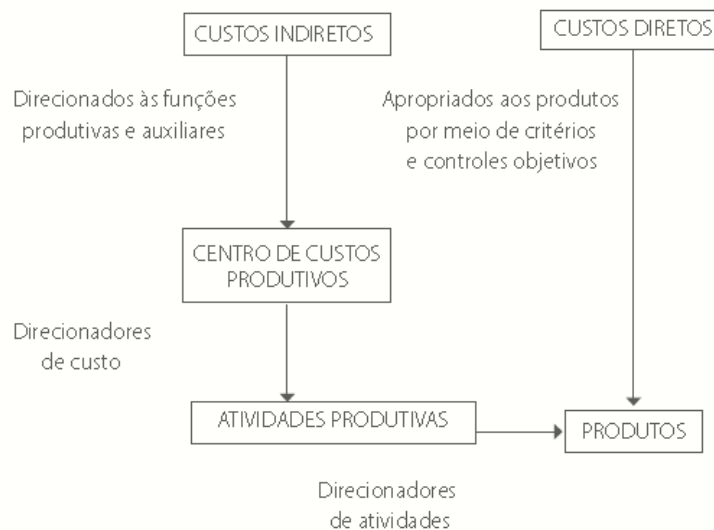 CUSTOS INDIRETOS
CUSTOS DIRETOS
Direcionados às funções
produtivas e auxiliares
Apropriados aos produtos
por meio de critérios
e controles objetivos
CENTRO DE CUSTOS
PRODUTIVOS
Direcionadores
de custo
ATIVIDADES PRODUTIVAS
PRODUTOS
Direcionadores
de atividades